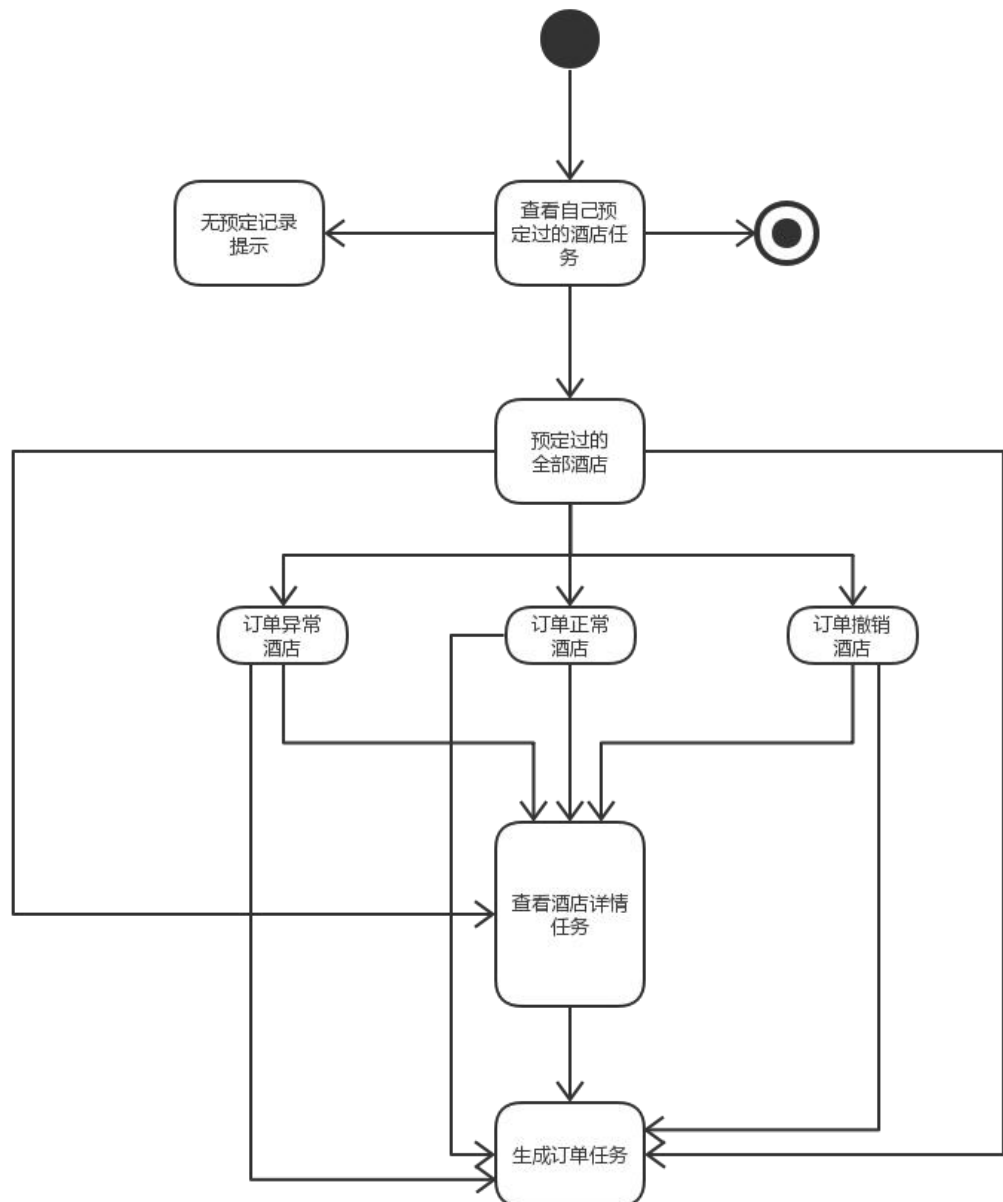 无预定记录
提示
查看自己预
定过的酒店任
务
预定过的
全部酒店
订单异常
酒店
订单正常
酒店
订单撤销
酒店
查看酒店详情
任务
生成订单任务